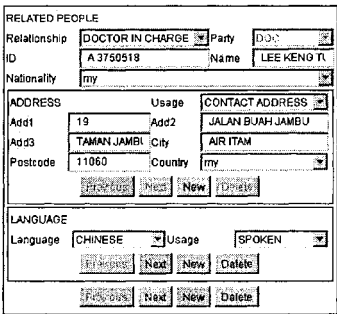 RELATED PEOPLE
Relationship DOCTOR IN CHARGE Party DOC
ID A 3750518 Name LEE KENG TU
Nationality my
ADDRESS Usage CONTACT ADDRESS
Add1 19 Add2 JALAN BUAH JAMBU
Add3 TAMAN JAMBU City AIR ITAM
Postcode 11060 Country my
Previous Next New Delete
LANGUAGE
Language CHINESE Usage SPOKEN
Previous Next New Delete
Previous Next New Delete